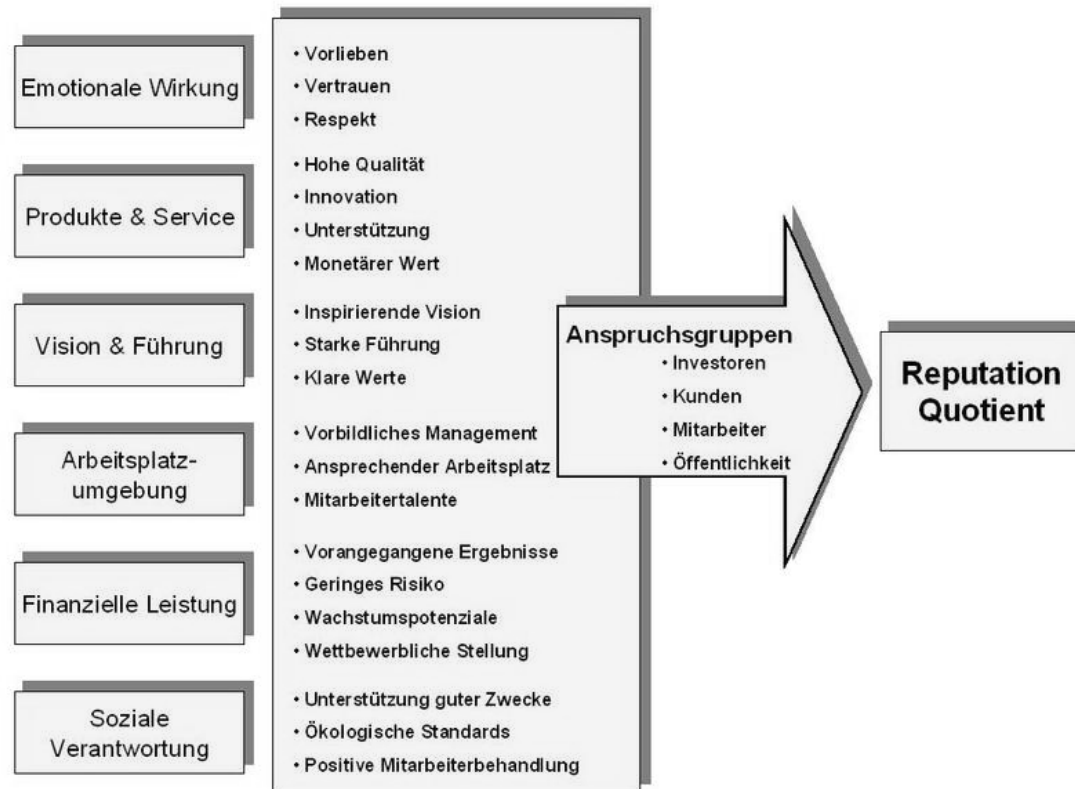 Emotionale Wirkung
• Vorlieben
• Vertrauen
• Respekt
Produkte & Service
• Hohe Qualität
• Innovation
• Unterstützung
• Monetärer Wert
Vision & Führung
• Inspirierende Vision
• Starke Führung
• Klare Werte
Arbeitsplatz-
umgebung
• Vorbildliches Management
• Ansprechender Arbeitsplatz
• Mitarbeitertalente
Finanzielle Leistung
• Vorangegangene Ergebnisse
• Geringes Risiko
• Wachstumspotenziale
• Wettbewerbliche Stellung
Soziale
Verantwortung
• Unterstützung guter Zwecke
• Ökologische Standards
• Positive Mitarbeiterbehandlung
Anspruchsgruppen
• Investoren
• Kunden
• Mitarbeiter
• Öffentlichkeit
Reputation
Quotient